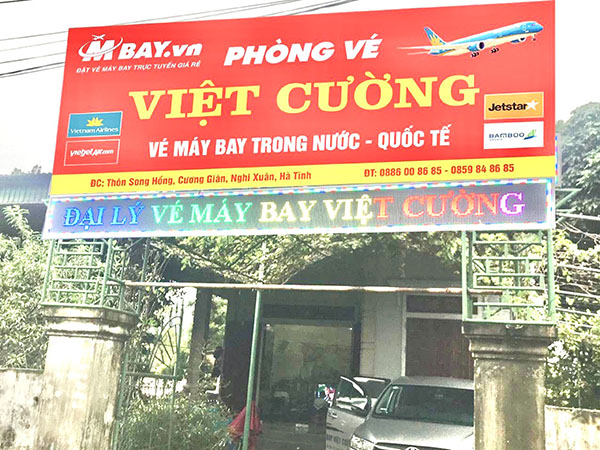 MBAY.vn
ĐẶT VÉ MÁY BAY TRỰC TUYẾN GIÁ RẺ
PHÒNG VÉ
VIỆT CƯỜNG
Vietnam Airlines
Jetstar
VÉ MÁY BAY TRONG NƯỚC - QUỐC TẾ
vietjetAir.com
BAMBOO
ĐC: Thôn Song Hồng, Cương Gián, Nghi Xuân, Hà Tĩnh
ĐT: 0886 00 86 85 - 0859 84 86 85
ĐẠI LÝ VÉ MÁY BAY VIỆT CƯỜNG